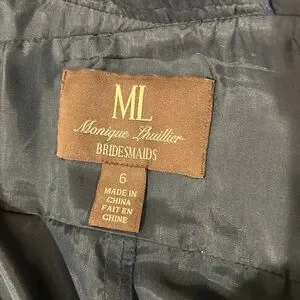 ML
Monique Lhuillier
BRIDESMAIDS
6
MADE IN
CHINA
FAIT EN
CHINE